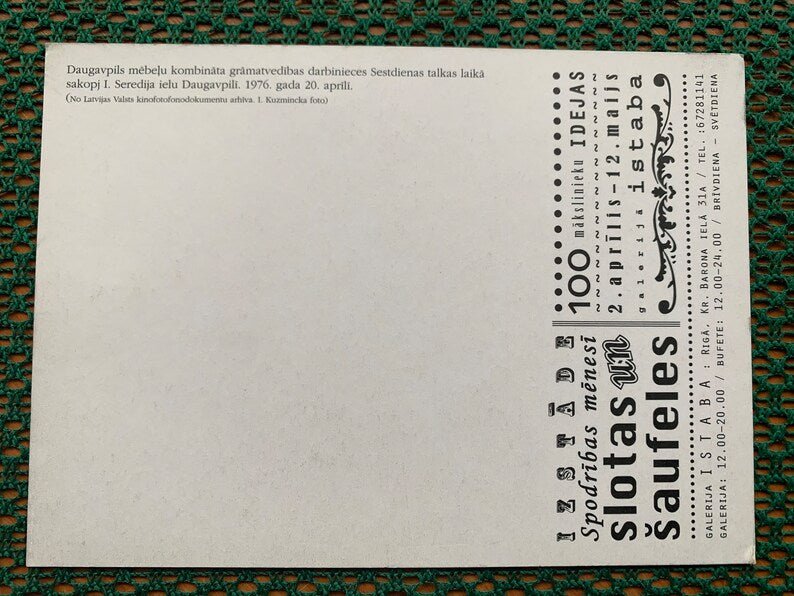 Daugavpils mēbeļu kombināta grāmatvedības darbinieces Sestdienas talkas laikā
sakopj I. Seredija ielu Daugavpilī. 1976. gada 20. aprīlī.
(No Latvijas Valsts kinofotofonodokumentu arhīva. I. Kuzmincka foto)
IZSTĀDE
Spodrības mēnesī
slotas un
šaufeles
100 mākslinieku IDEJAS
2. aprīlis–12. maijs
galerijā istaba
GALERIJA ISTABA : RIGĀ, KR. BARONA IELĀ 31A / TEL. :67281141
GALERIJA: 12.00–20.00 / BUFETE: 12.00–24.00 / BRĪVDIENA – SVĒTDIENA